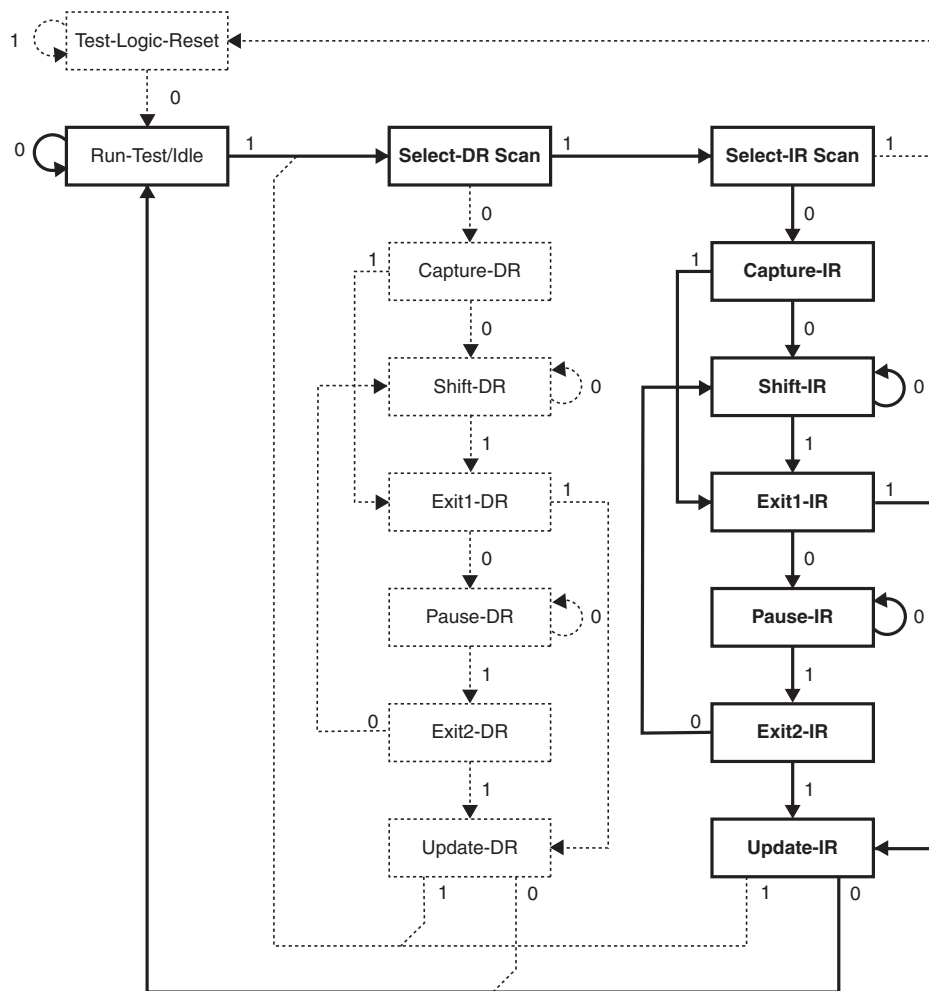 Test-Logic-Reset
1
0
Run-Test/Idle
0
1
Select-DR Scan
1
Select-IR Scan
1
0
0
Capture-DR
1
Capture-IR
1
0
0
Shift-DR
0
Shift-IR
0
1
1
Exit1-DR
1
Exit1-IR
1
0
0
Pause-DR
0
Pause-IR
0
1
1
Exit2-DR
0
Exit2-IR
0
1
1
Update-DR
Update-IR
1
0
1
0